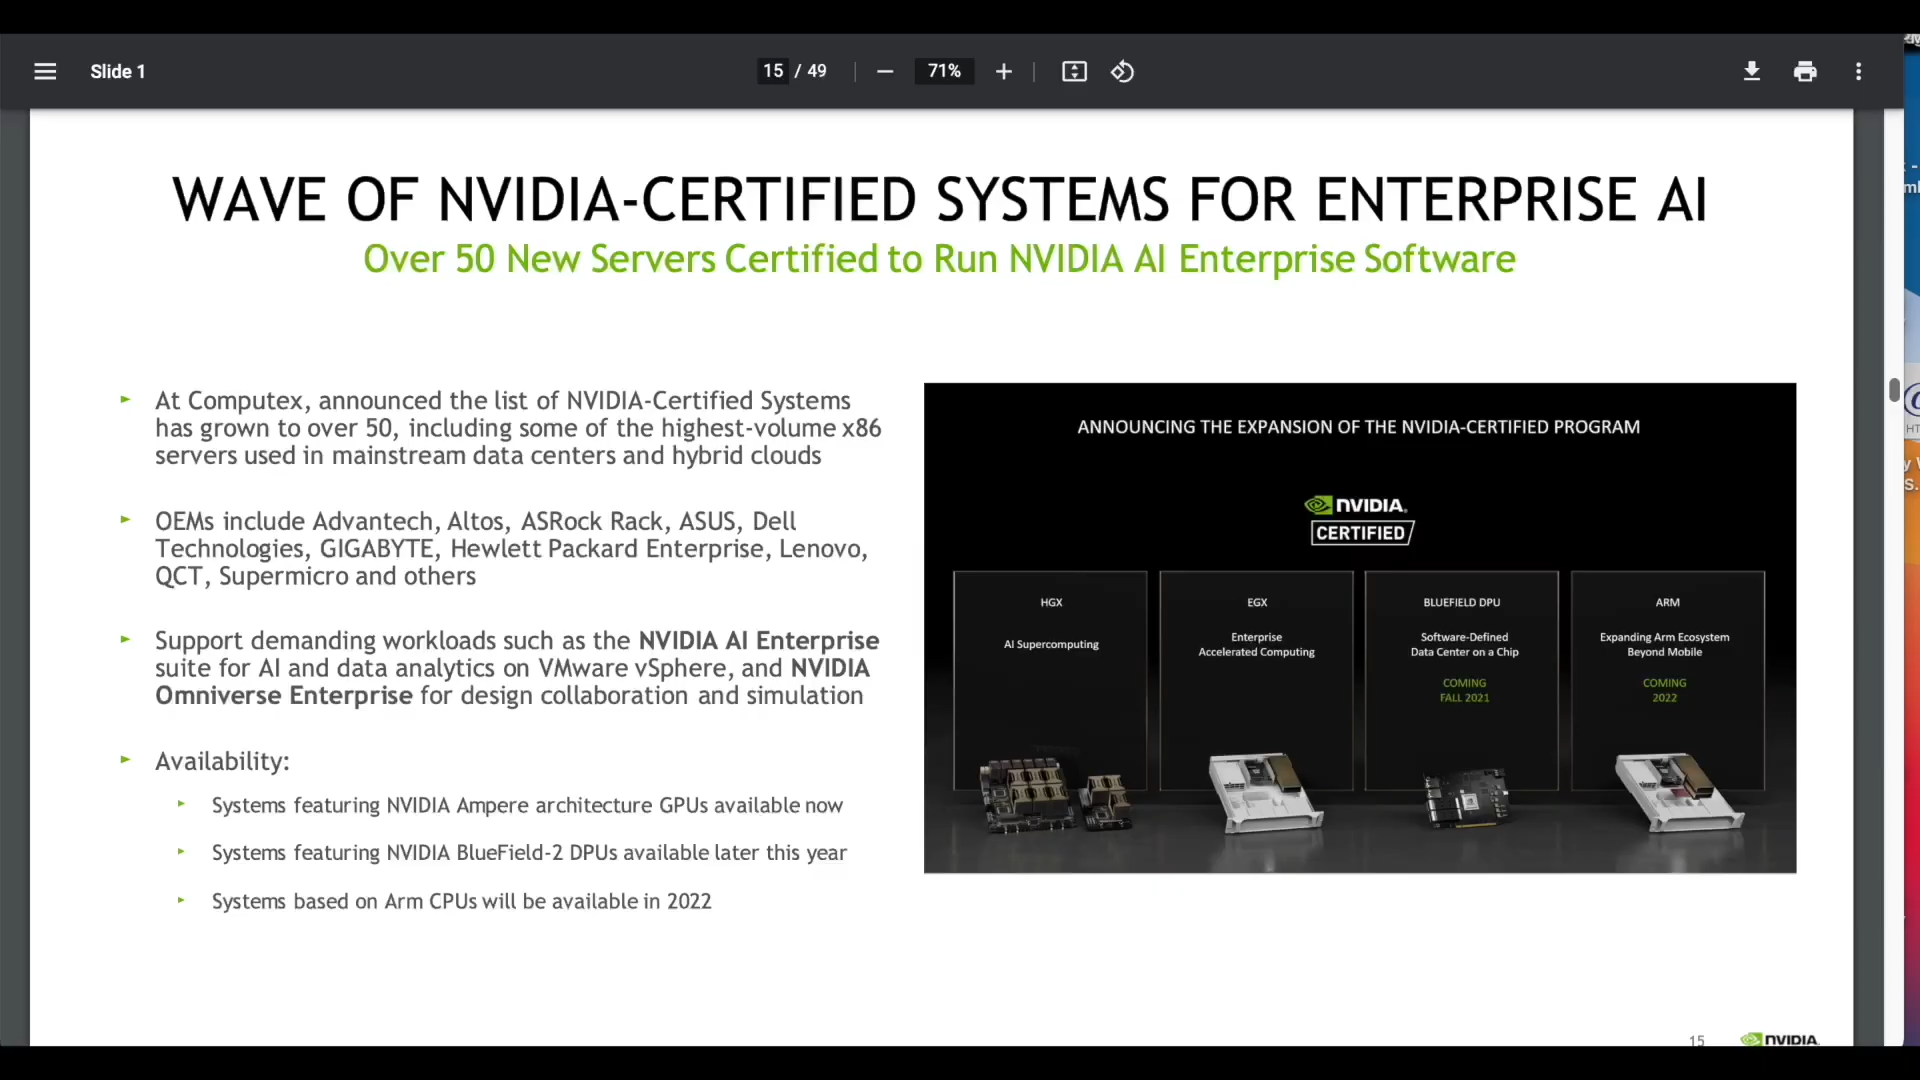 Slide 1
15 / 49
71%
WAVE OF NVIDIA-CERTIFIED SYSTEMS FOR ENTERPRISE AI
Over 50 New Servers Certified to Run NVIDIA AI Enterprise Software
At Computex, announced the list of NVIDIA-Certified Systems
has grown to over 50, including some of the highest-volume x86
servers used in mainstream data centers and hybrid clouds
OEMs include Advantech, Altos, ASRock Rack, ASUS, Dell
Technologies, GIGABYTE, Hewlett Packard Enterprise, Lenovo,
QCT, Supermicro and others
Support demanding workloads such as the NVIDIA AI Enterprise
suite for AI and data analytics on VMware vSphere, and NVIDIA
Omniverse Enterprise for design collaboration and simulation
Availability:
Systems featuring NVIDIA Ampere architecture GPUs available now
Systems featuring NVIDIA BlueField-2 DPUs available later this year
Systems based on Arm CPUs will be available in 2022
ANNOUNCING THE EXPANSION OF THE NVIDIA-CERTIFIED PROGRAM
NVIDIA.
CERTIFIED
HGX
AI Supercomputing
EGX
Enterprise
Accelerated Computing
BLUEFIELD DPU
Software-Defined
Data Center on a Chip
COMING
FALL 2021
ARM
Expanding Arm Ecosystem
Beyond Mobile
COMING
2022
15
NVIDIA.